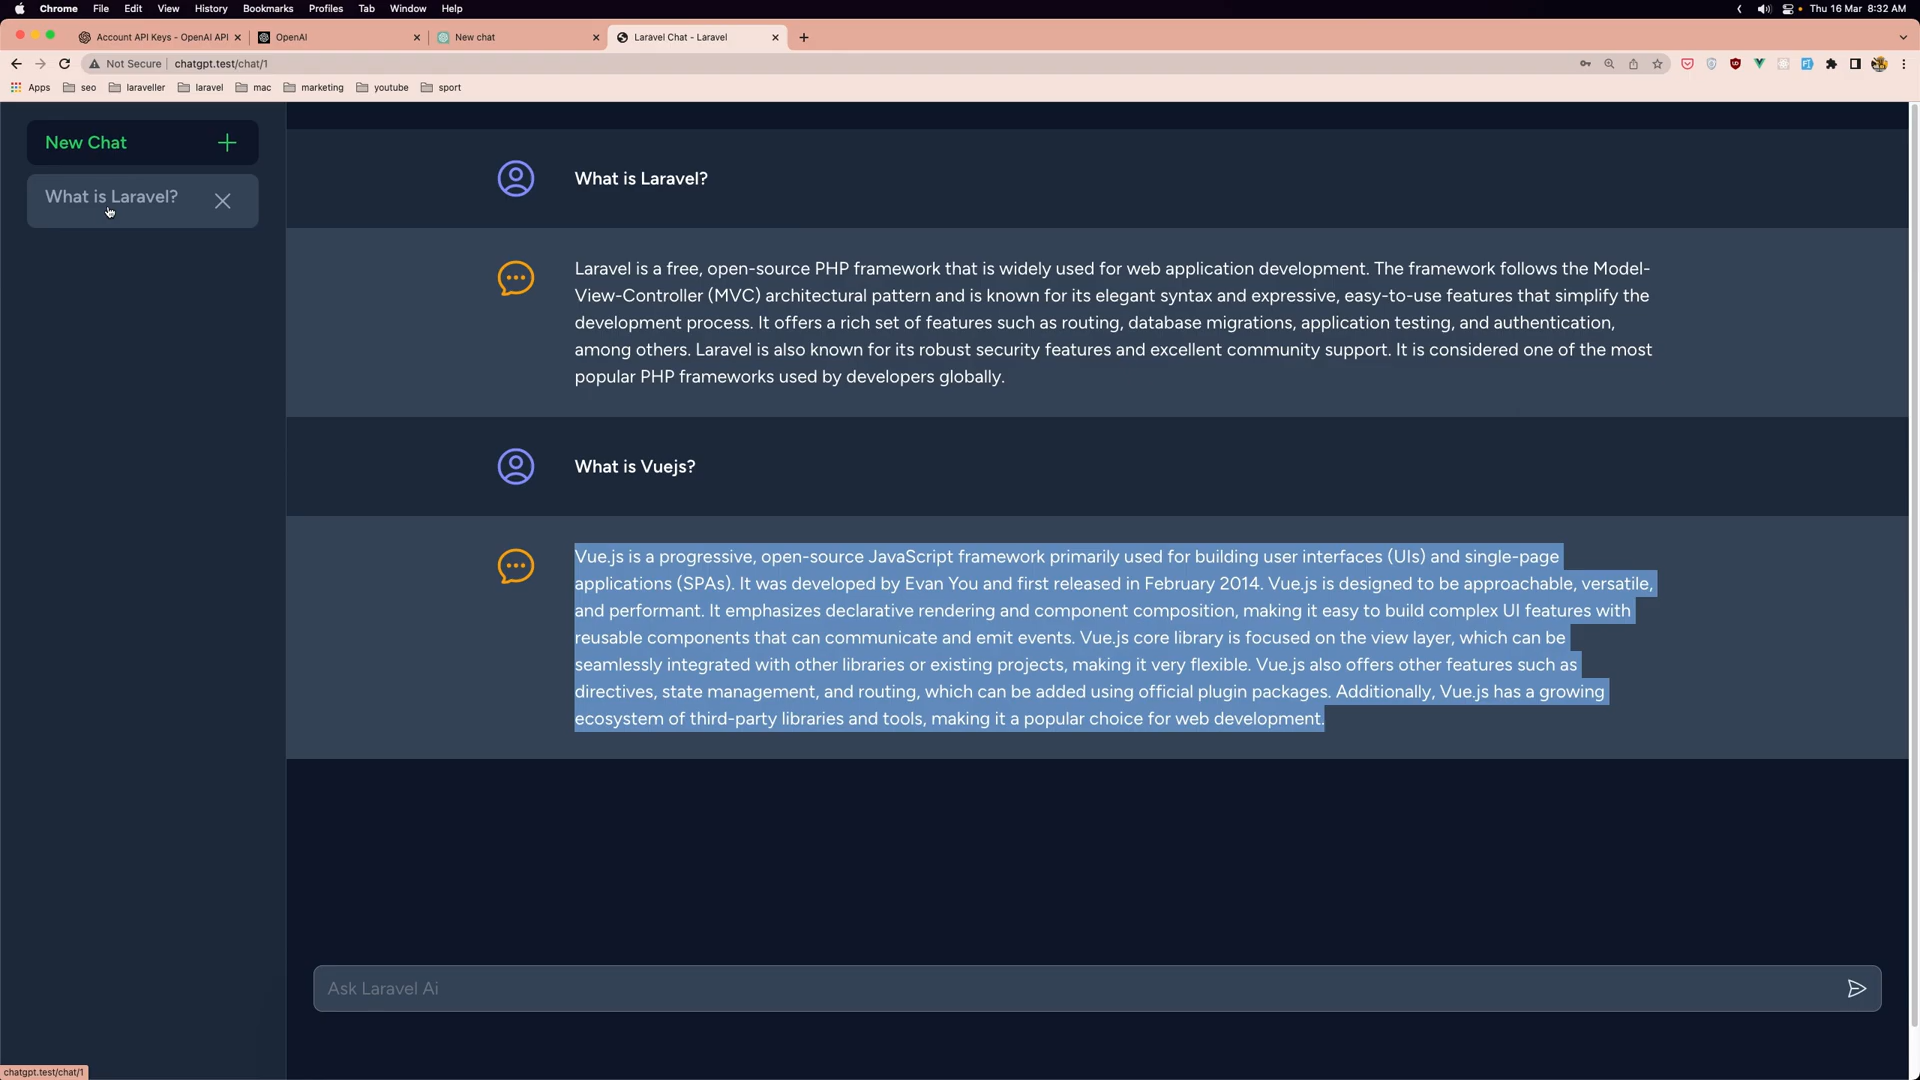 Chrome File Edit View History Bookmarks Profiles Tab Window Help Thu 16 Mar 8:32 AM
Account API Keys - OpenAI API OpenAI New chat Laravel Chat - Laravel
Not Secure chatgpt.test/chat/1
Apps seo laraveller laravel mac marketing youtube sport
New Chat
What is Laravel?
What is Laravel?
Laravel is a free, open-source PHP framework that is widely used for web application development. The framework follows the Model-
View-Controller (MVC) architectural pattern and is known for its elegant syntax and expressive, easy-to-use features that simplify the
development process. It offers a rich set of features such as routing, database migrations, application testing, and authentication,
among others. Laravel is also known for its robust security features and excellent community support. It is considered one of the most
popular PHP frameworks used by developers globally.
What is Vuejs?
Vue.js is a progressive, open-source JavaScript framework primarily used for building user interfaces (UIs) and single-page
applications (SPAs). It was developed by Evan You and first released in February 2014. Vue.js is designed to be approachable, versatile,
and performant. It emphasizes declarative rendering and component composition, making it easy to build complex UI features with
reusable components that can communicate and emit events. Vue.js core library is focused on the view layer, which can be
seamlessly integrated with other libraries or existing projects, making it very flexible. Vue.js also offers other features such as
directives, state management, and routing, which can be added using official plugin packages. Additionally, Vue.js has a growing
ecosystem of third-party libraries and tools, making it a popular choice for web development.
Ask Laravel Ai
chatgpt.test/chat/1